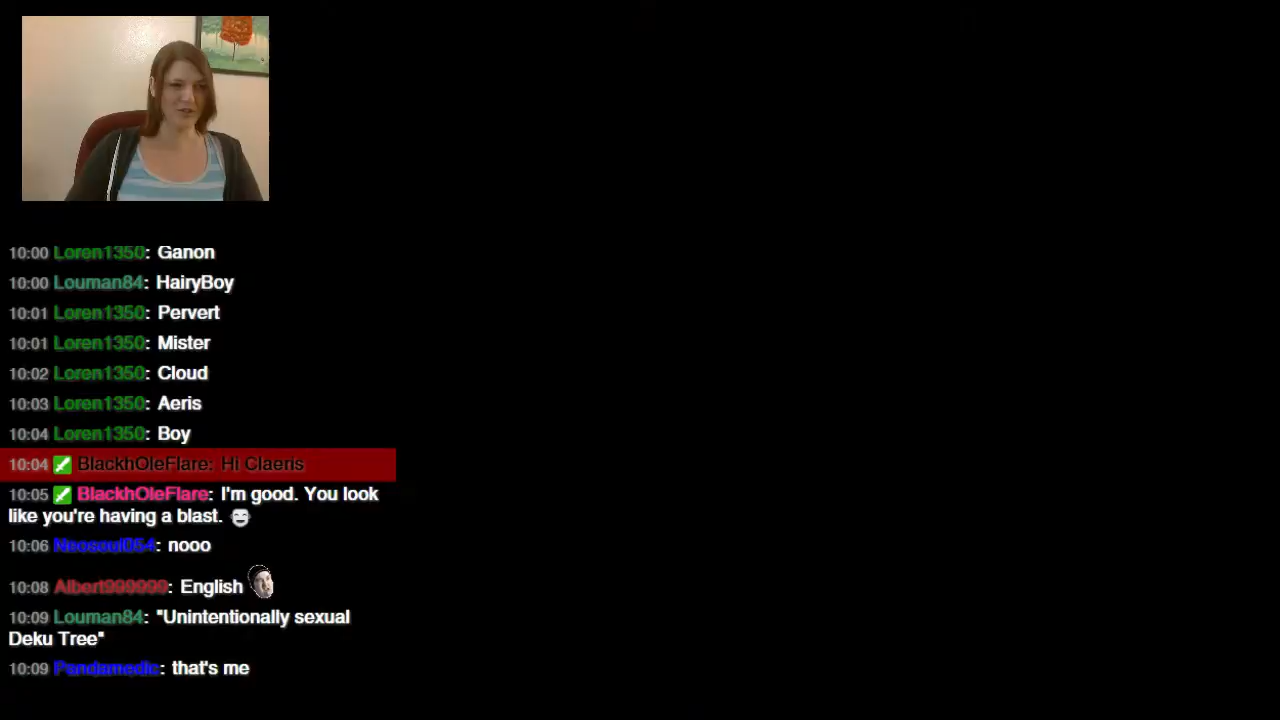 10:00 Loren1350: Ganon
10:00 Louman84: HairyBoy
10:01 Loren1350: Pervert
10:01 Loren1350: Mister
10:02 Loren1350: Cloud
10:03 Loren1350: Aeris
10:04 Loren1350: Boy
10:04 BlackhOleFlare: Hi Claeris
10:05 BlackhOleFlare: I'm good. You look
like you're having a blast.
10:06 : nooo
10:08 Albert999999: English
10:09 Louman84: "Unintentionally sexual
Deku Tree"
10:09 Pandamedic: that's me